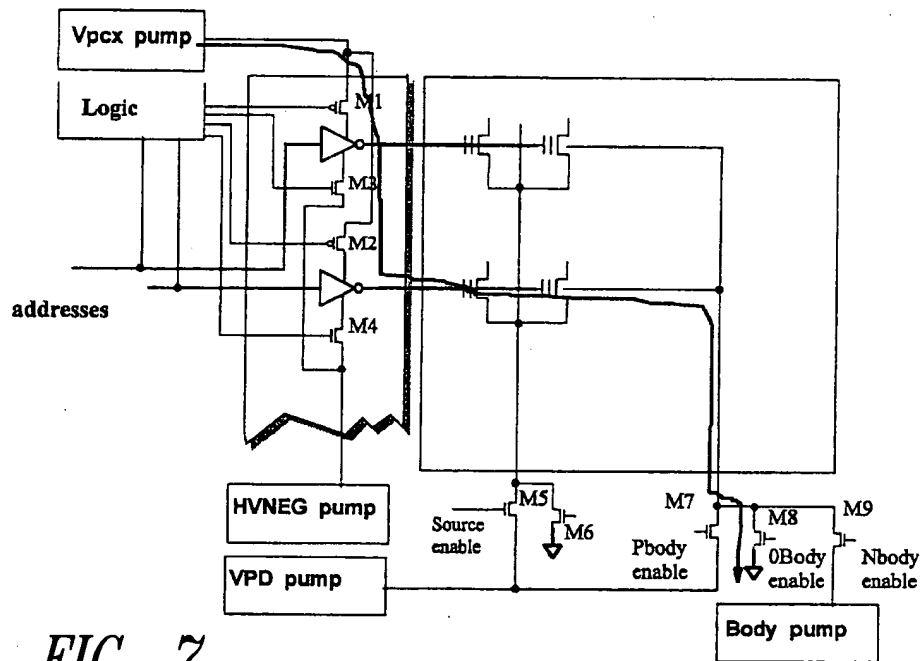 Vpcx pump
Logic
M1
M3
M2
addresses
M4
HVNEG pump
M5
M7
M9
Source
enable
M6
M8
Pbody
enable
0Body
enable
Nbody
enable
VPD pump
Body pump
FIG. 7